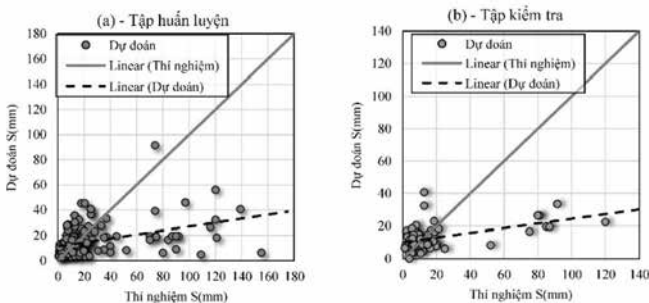 (a) - Tập huấn luyện
180
160
140
120
100
80
60
40
20
0
Dự đoán S(mm)
Dự đoán
Linear (Thí nghiệm)
Linear (Dự đoán)
0 20 40 60 80 100 120 140 160 180
Thí nghiệm S(mm)
(b) - Tập kiểm tra
140
120
100
80
60
40
20
0
Dự đoán S(mm)
Dự đoán
Linear (Thí nghiệm)
Linear (Dự đoán)
0 20 40 60 80 100 120 140
Thí nghiệm S(mm)